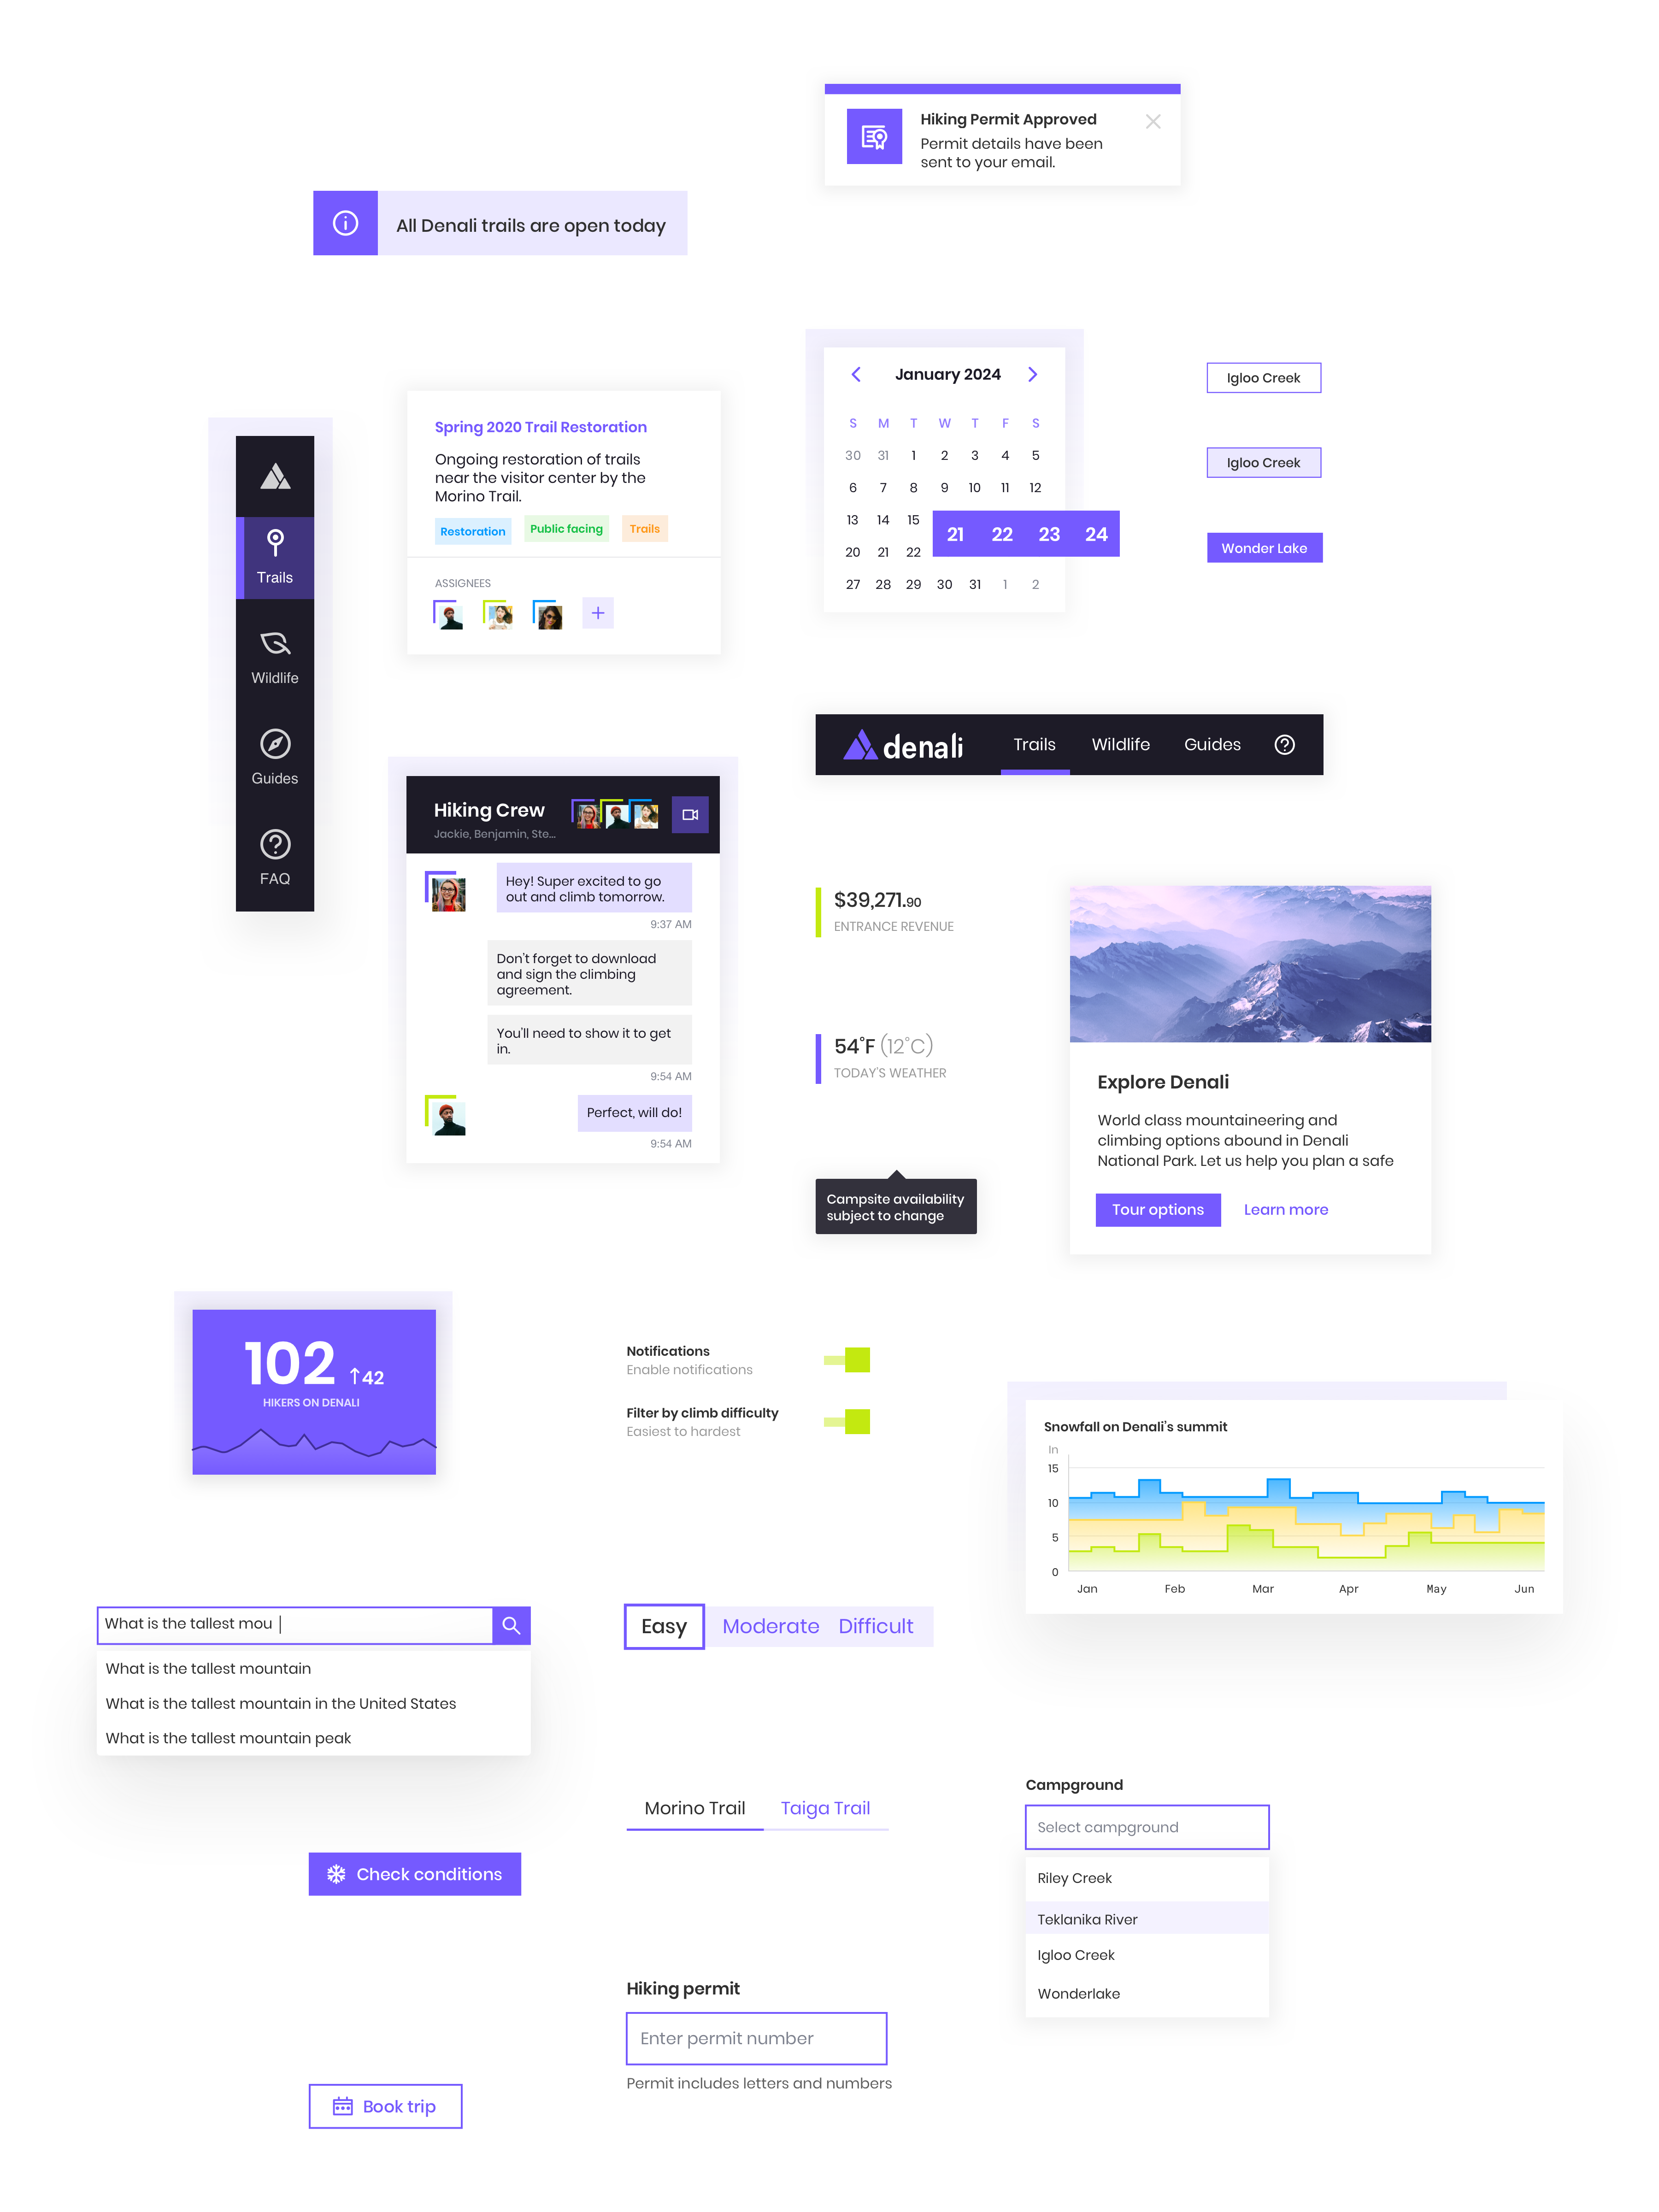 Hiking Permit Approved
Permit details have been
sent to your email.
All Denali trails are open today
January 2024
S M T W T F S
30 31 1 2 3 4 5
6 7 8 9 10 11 12
13 14 15
21 22 23 24
20 21 22
27 28 29 30 31 1 2
Igloo Creek
Igloo Creek
Wonder Lake
Spring 2020 Trail Restoration
Ongoing restoration of trails
near the visitor center by the
Morino Trail.
Restoration Public facing Trails
ASSIGNEES
Trails
Wildlife
Guides
FAQ
denali Trails Wildlife Guides
Hiking Crew
Jackie, Benjamin, Ste...
Hey! Super excited to go
out and climb tomorrow.
9:37 AM
Don't forget to download
and sign the climbing
agreement.
You'll need to show it to get
in.
9:54 AM
Perfect, will do!
9:54 AM
$39,271.90
ENTRANCE REVENUE
54°F (12°C)
TODAY'S WEATHER
Campsite availability
subject to change
Explore Denali
World class mountaineering and
climbing options abound in Denali
National Park. Let us help you plan a safe
Tour options Learn more
102 ↑42
HIKERS ON DENALI
Notifications
Enable notifications
Filter by climb difficulty
Easiest to hardest
Snowfall on Denali's summit
In
15
10
5
0
Jan Feb Mar Apr May Jun
What is the tallest mou
What is the tallest mountain
What is the tallest mountain in the United States
What is the tallest mountain peak
Easy Moderate Difficult
Morino Trail Taiga Trail
Campground
Select campground
Riley Creek
Teklanika River
Igloo Creek
Wonderlake
Check conditions
Hiking permit
Enter permit number
Permit includes letters and numbers
Book trip